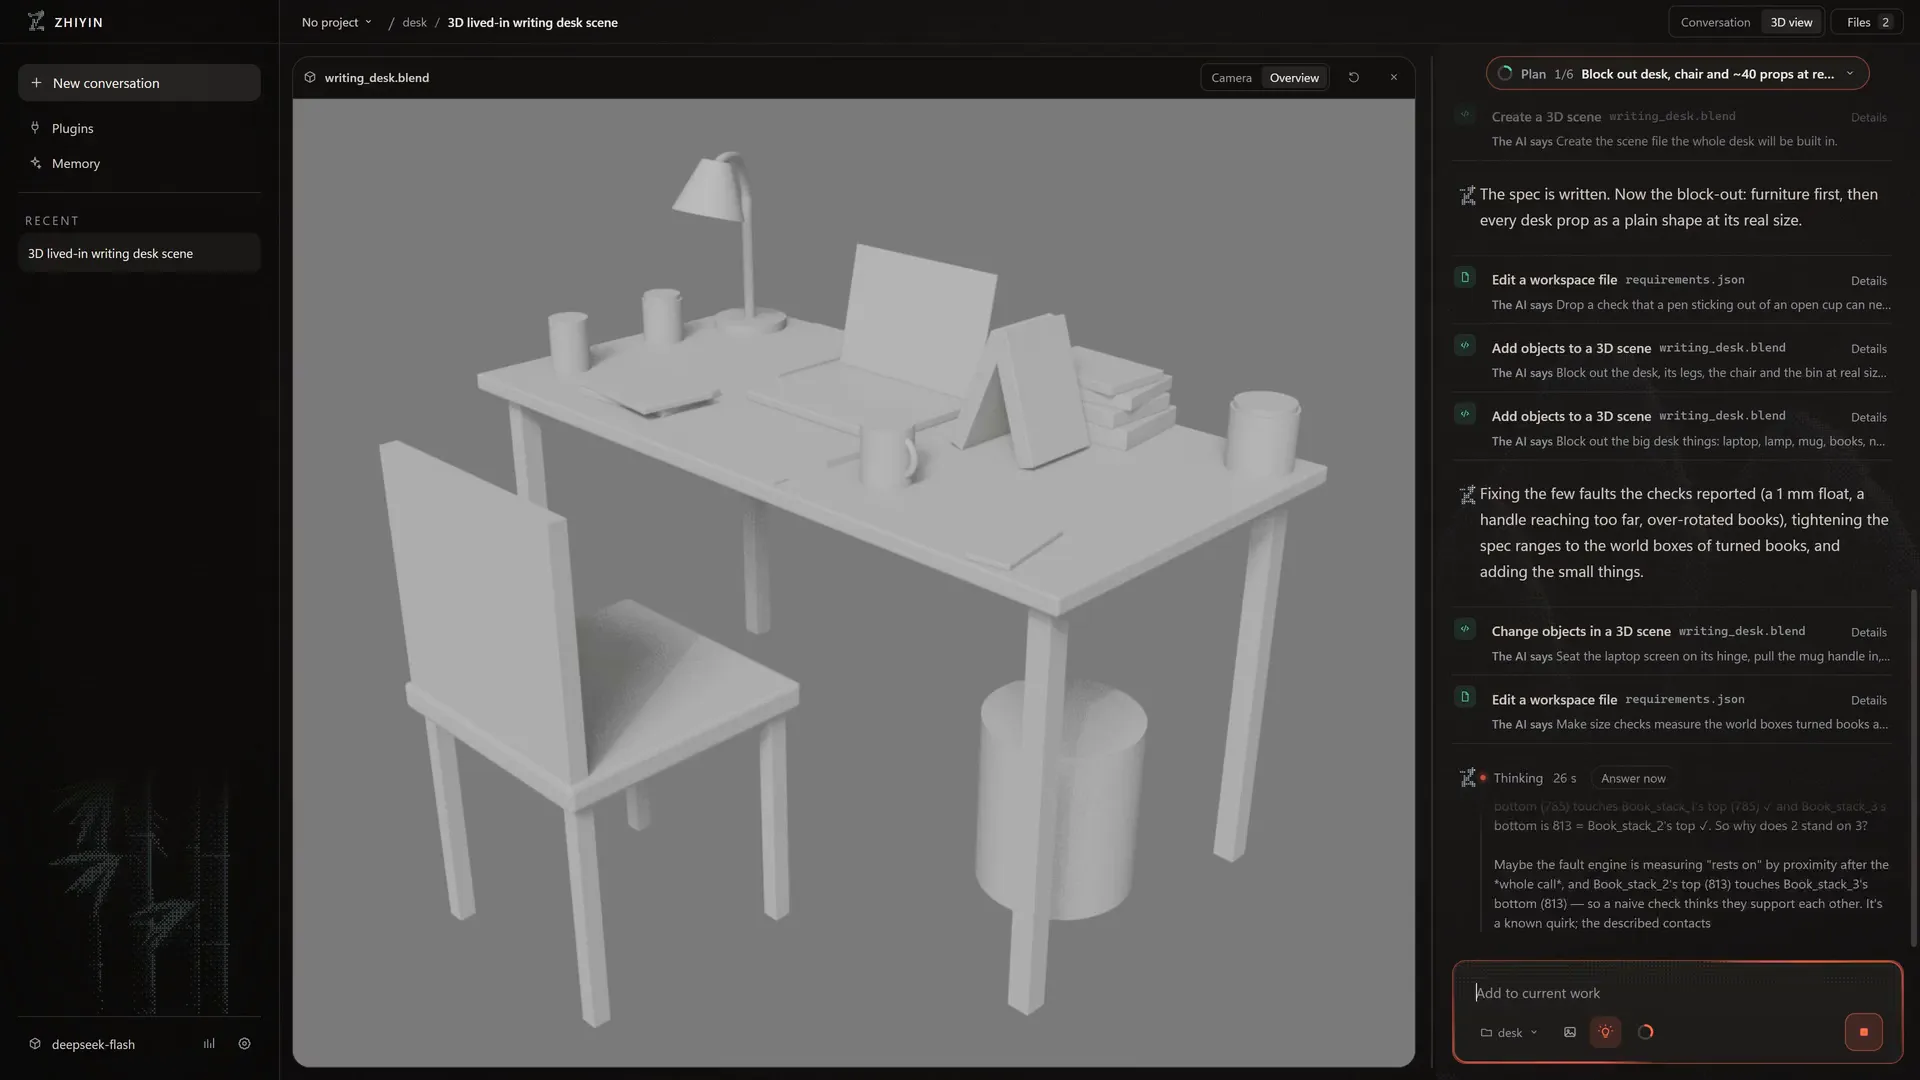 ZHIYIN
No project / desk / 3D lived-in writing desk scene
Conversation 3D view Files 2
New conversation
Plugins
Memory
RECENT
3D lived-in writing desk scene
deepseek-flash
writing_desk.blend
Camera Overview
Plan 1/6 Block out desk, chair and ~40 props at re...
Create a 3D scene writing_desk.blend Details
The AI says Create the scene file the whole desk will be built in.
The spec is written. Now the block-out: furniture first, then
every desk prop as a plain shape at its real size.
Edit a workspace file requirements.json Details
The AI says Drop a check that a pen sticking out of an open cup can ne...
Add objects to a 3D scene writing_desk.blend Details
The AI says Block out the desk, its legs, the chair and the bin at real siz...
Add objects to a 3D scene writing_desk.blend Details
The AI says Block out the big desk things: laptop, lamp, mug, books, n...
Fixing the few faults the checks reported (a 1 mm float, a
handle reaching too far, over-rotated books), tightening the
spec ranges to the world boxes of turned books, and
adding the small things.
Change objects in a 3D scene writing_desk.blend Details
The AI says Seat the laptop screen on its hinge, pull the mug handle in,...
Edit a workspace file requirements.json Details
The AI says Make size checks measure the world boxes turned books a...
Thinking 26 s Answer now
bottom (785) touches Book_stack_1's top (785) ✓ and Book_stack_3's
bottom is 813 = Book_stack_2's top ✓. So why does 2 stand on 3?
Maybe the fault engine is measuring "rests on" by proximity after the
*whole call*, and Book_stack_2's top (813) touches Book_stack_3's
bottom (813) — so a naive check thinks they support each other. It's
a known quirk; the described contacts
Add to current work
desk